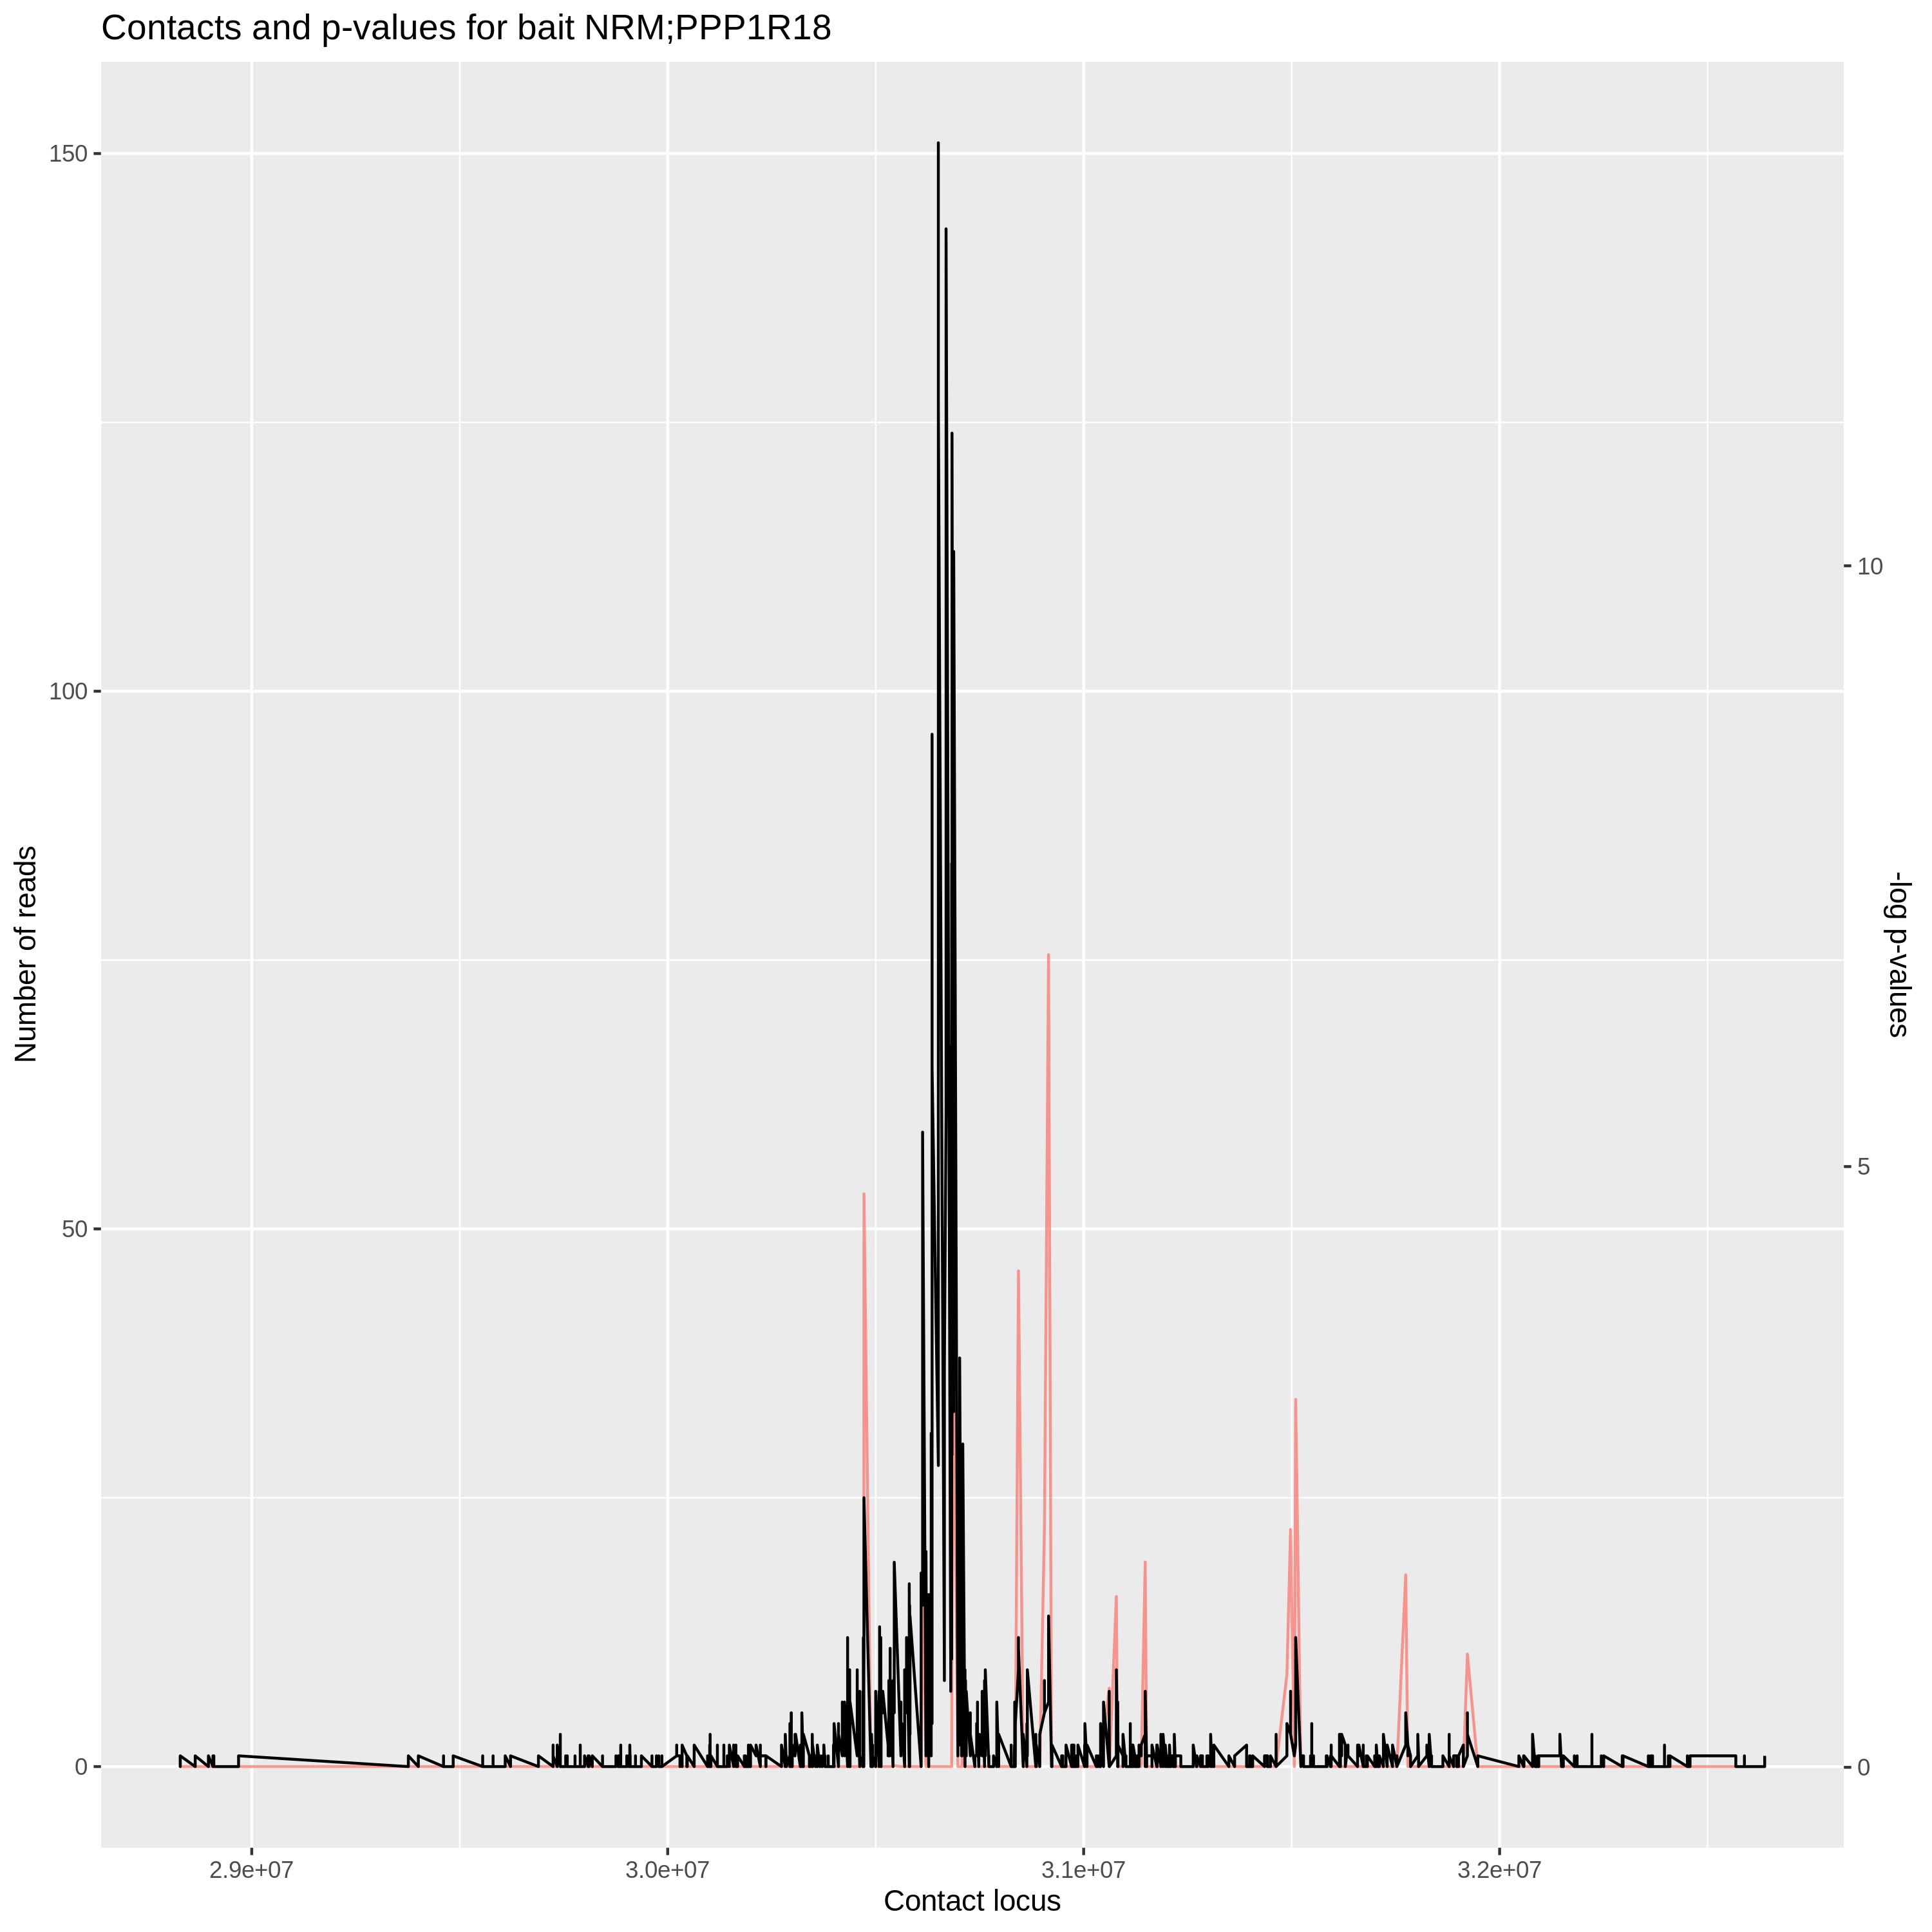 Contacts and p-values for bait NRM;PPP1R18
150
100
50
0
Number of reads
10
5
0
-log p-values
2.9e+07
3.0e+07
3.1e+07
3.2e+07
Contact locus